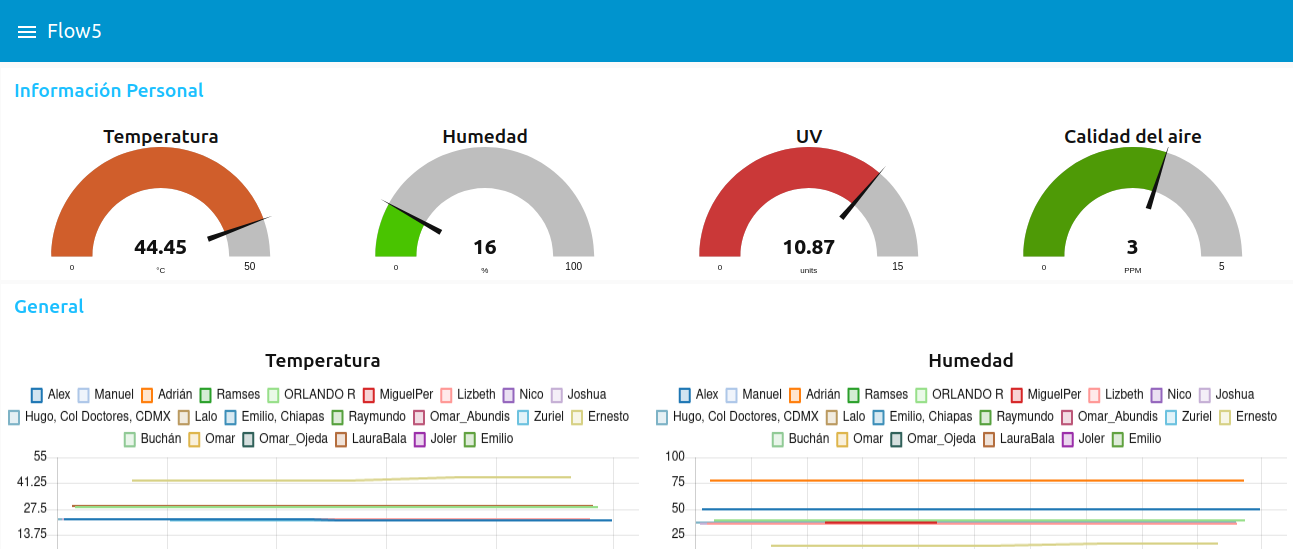 Flow5
Información Personal
Temperatura Humedad UV Calidad del aire
44.45 16 10.87 3
0 °C 50 0 % 100 0 units 15 0 PPM 5
General
Temperatura Humedad
Alex Manuel Adrián Ramses ORLANDO R MiguelPer Lizbeth Nico Joshua
Hugo, Col Doctores, CDMX Lalo Emilio, Chiapas Raymundo Omar_Abundis Zuriel Ernesto
Buchán Omar Omar_Ojeda LauraBala Joler Emilio
55
41.25
27.5
13.75
Alex Manuel Adrián Ramses ORLANDO R MiguelPer Lizbeth Nico Joshua
Hugo, Col Doctores, CDMX Lalo Emilio, Chiapas Raymundo Omar_Abundis Zuriel Ernesto
Buchán Omar Omar_Ojeda LauraBala Joler Emilio
100
75
50
25